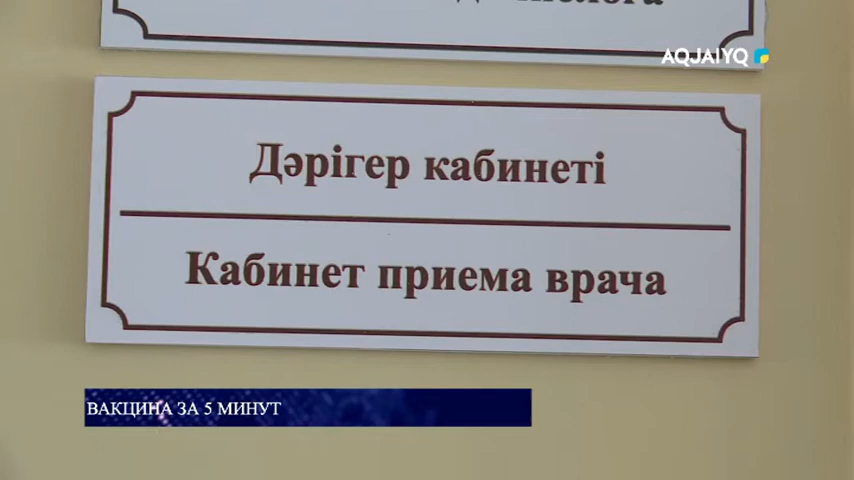 AQJAIYQ
Дәрігер кабинеті
Кабинет приема врача
ВАКЦИНА ЗА 5 МИНУТ